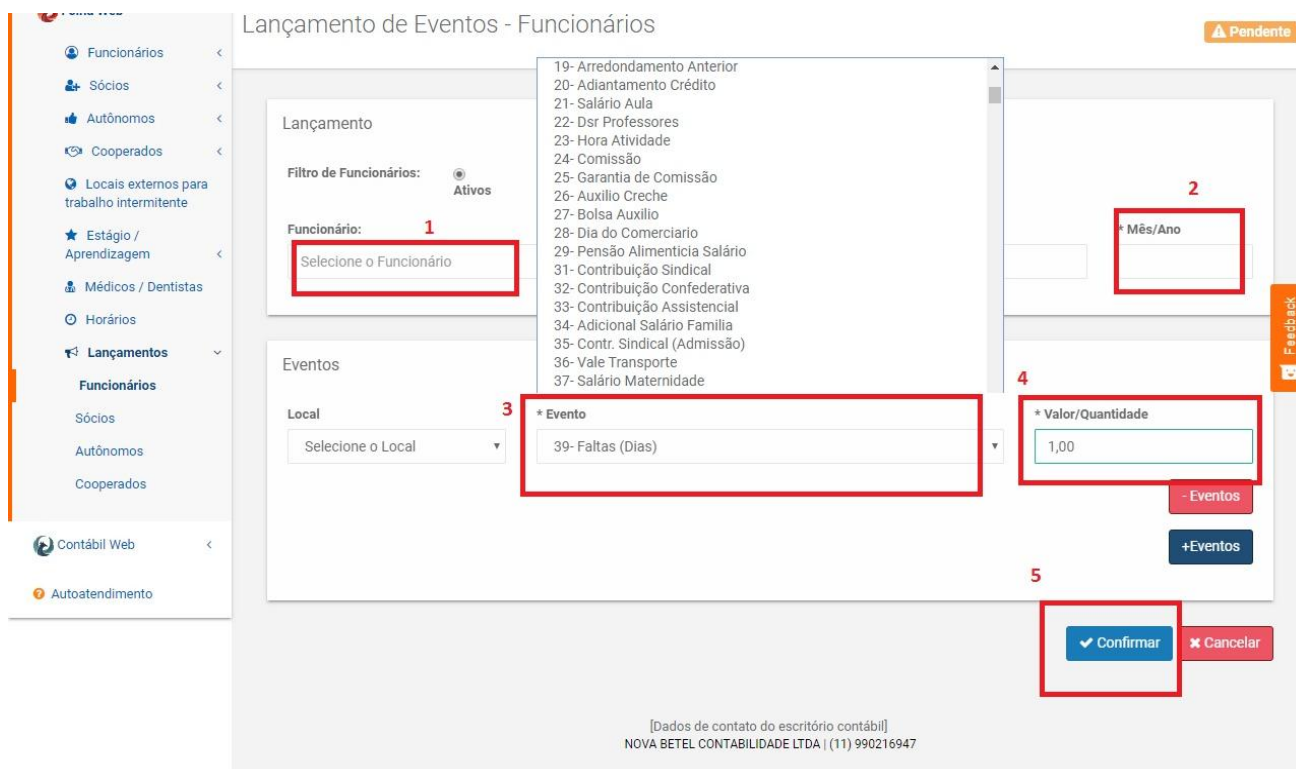 Folha Web
Funcionários
Sócios
Autônomos
Cooperados
Locais externos para
trabalho intermitente
Estágio /
Aprendizagem
Médicos / Dentistas
Horários
Lançamentos
Funcionários
Sócios
Autônomos
Cooperados
Contábil Web
Autoatendimento
Lançamento de Eventos - Funcionários
Pendente
Lançamento
Filtro de Funcionários:
Ativos
Funcionário:
1
Selecione o Funcionário
2
* Mês/Ano
19- Arredondamento Anterior
20- Adiantamento Crédito
21- Salário Aula
22- Dsr Professores
23- Hora Atividade
24- Comissão
25- Garantia de Comissão
26- Auxilio Creche
27- Bolsa Auxilio
28- Dia do Comerciario
29- Pensão Alimenticia Salário
31- Contribuição Sindical
32- Contribuição Confederativa
33- Contribuição Assistencial
34- Adicional Salário Familia
35- Contr. Sindical (Admissão)
36- Vale Transporte
37- Salário Maternidade
Feedback
Eventos
Local
Selecione o Local
3
* Evento
39- Faltas (Dias)
4
* Valor/Quantidade
1,00
- Eventos
+Eventos
5
Confirmar
Cancelar
[Dados de contato do escritório contábil]
NOVA BETEL CONTABILIDADE LTDA | (11) 990216947